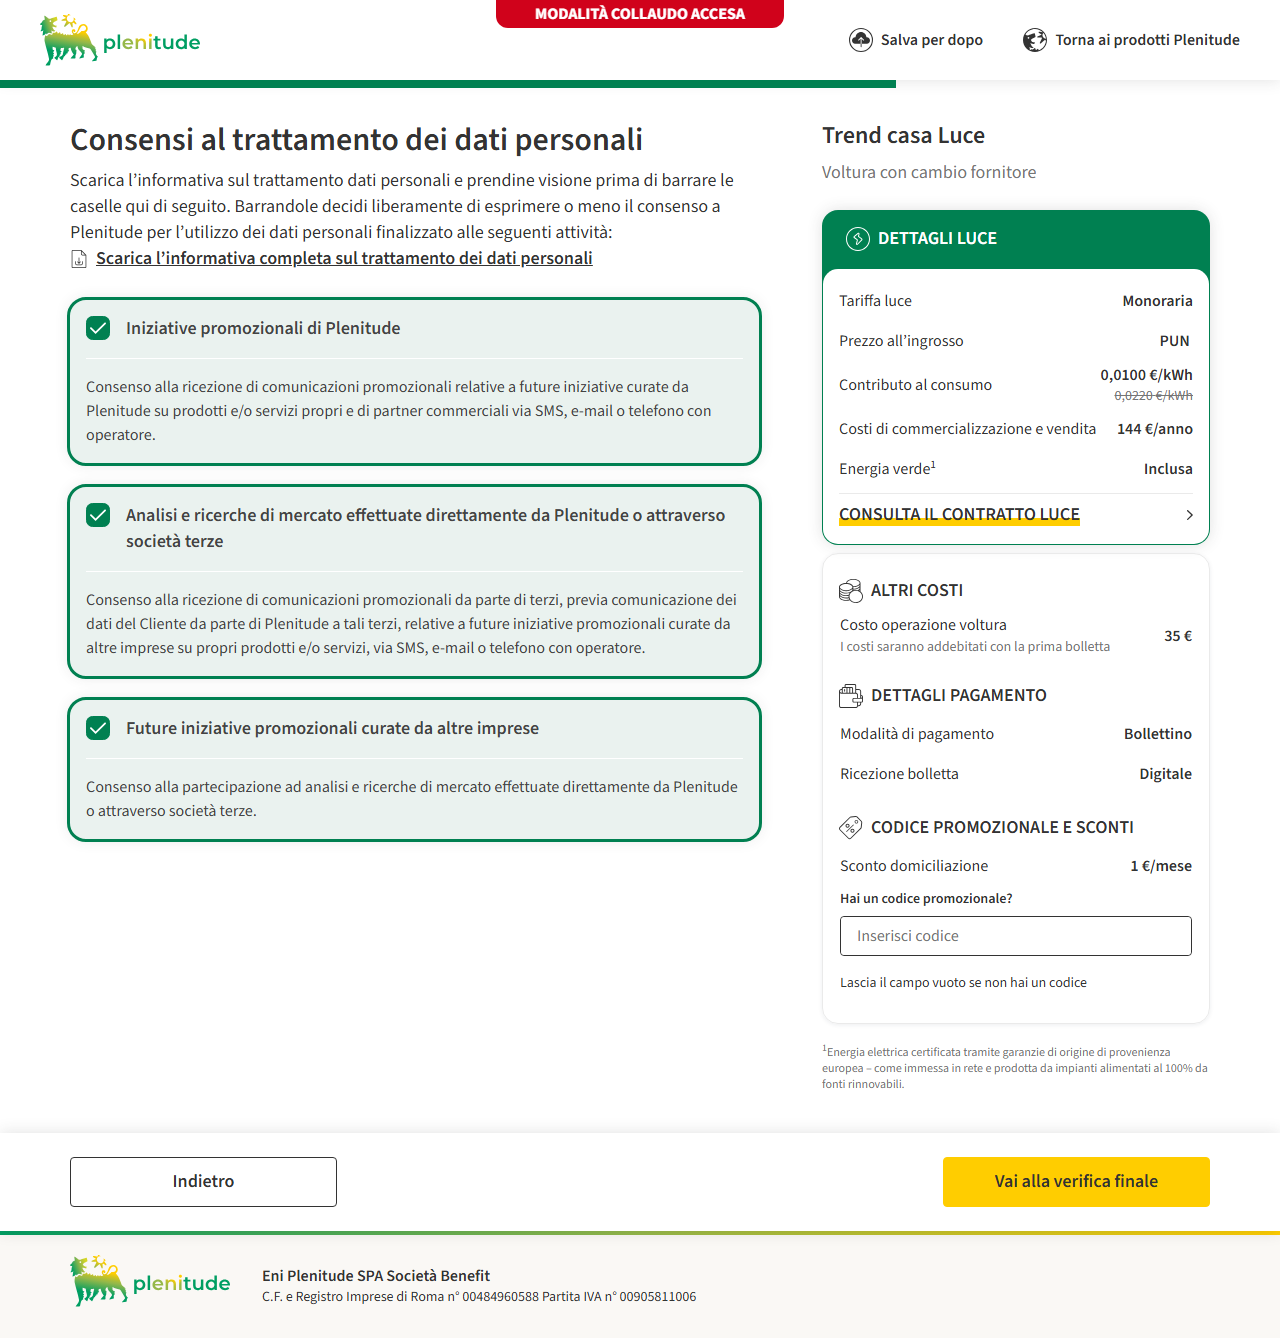 MODALITÀ COLLAUDO ACCESA
plenitude
Salva per dopo
Torna ai prodotti Plenitude
Consensi al trattamento dei dati personali
Scarica l’informativa sul trattamento dati personali e prendine visione prima di barrare le
caselle qui di seguito. Barrandole decidi liberamente di esprimere o meno il consenso a
Plenitude per l’utilizzo dei dati personali finalizzato alle seguenti attività:
Scarica l’informativa completa sul trattamento dei dati personali
Iniziative promozionali di Plenitude
Consenso alla ricezione di comunicazioni promozionali relative a future iniziative curate da
Plenitude su prodotti e/o servizi propri e di partner commerciali via SMS, e-mail o telefono con
operatore.
Analisi e ricerche di mercato effettuate direttamente da Plenitude o attraverso
società terze
Consenso alla ricezione di comunicazioni promozionali da parte di terzi, previa comunicazione dei
dati del Cliente da parte di Plenitude a tali terzi, relative a future iniziative promozionali curate da
altre imprese su propri prodotti e/o servizi, via SMS, e-mail o telefono con operatore.
Future iniziative promozionali curate da altre imprese
Consenso alla partecipazione ad analisi e ricerche di mercato effettuate direttamente da Plenitude
o attraverso società terze.
Trend casa Luce
Voltura con cambio fornitore
DETTAGLI LUCE
Tariffa luce Monoraria
Prezzo all’ingrosso PUN
Contributo al consumo 0,0100 €/kWh
0,0220 €/kWh
Costi di commercializzazione e vendita 144 €/anno
Energia verde¹ Inclusa
CONSULTA IL CONTRATTO LUCE
ALTRI COSTI
Costo operazione voltura 35 €
I costi saranno addebitati con la prima bolletta
DETTAGLI PAGAMENTO
Modalità di pagamento Bollettino
Ricezione bolletta Digitale
CODICE PROMOZIONALE E SCONTI
Sconto domiciliazione 1 €/mese
Hai un codice promozionale?
Inserisci codice
Lascia il campo vuoto se non hai un codice
¹Energia elettrica certificata tramite garanzie di origine di provenienza
europea – come immessa in rete e prodotta da impianti alimentati al 100% da
fonti rinnovabili.
Indietro
Vai alla verifica finale
plenitude
Eni Plenitude SPA Società Benefit
C.F. e Registro Imprese di Roma n° 00484960588 Partita IVA n° 00905811006